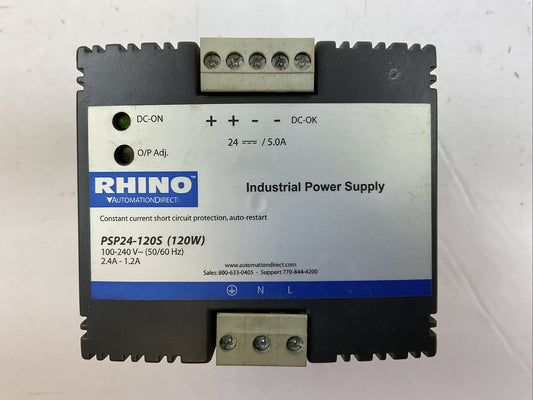 DC-ON
+ + - - DC-OK
24 ⎓ / 5.0A
O/P Adj.
RHINO™
AUTOMATIONDIRECT
Industrial Power Supply
Constant current short circuit protection, auto-restart
PSP24-120S (120W)
100-240 V~ (50/60 Hz)
2.4A - 1.2A
www.automationdirect.com
Sales: 800-633-0405 - Support 770-844-4200
N L